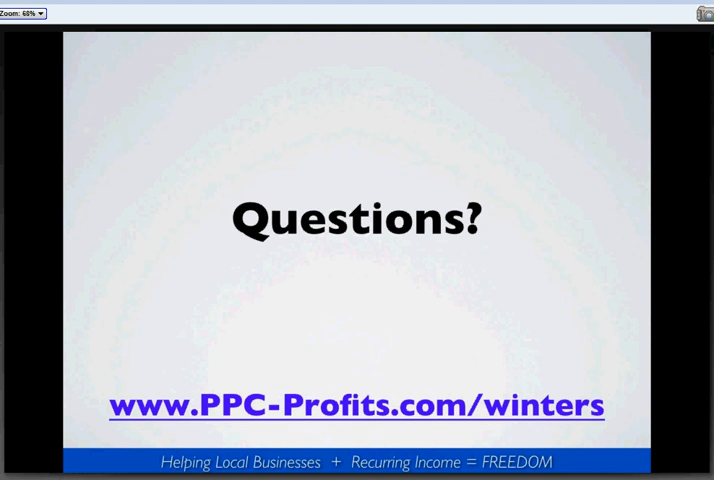 Zoom: 68%
Questions?
www.PPC-Profits.com/winters
Helping Local Businesses + Recurring Income = FREEDOM